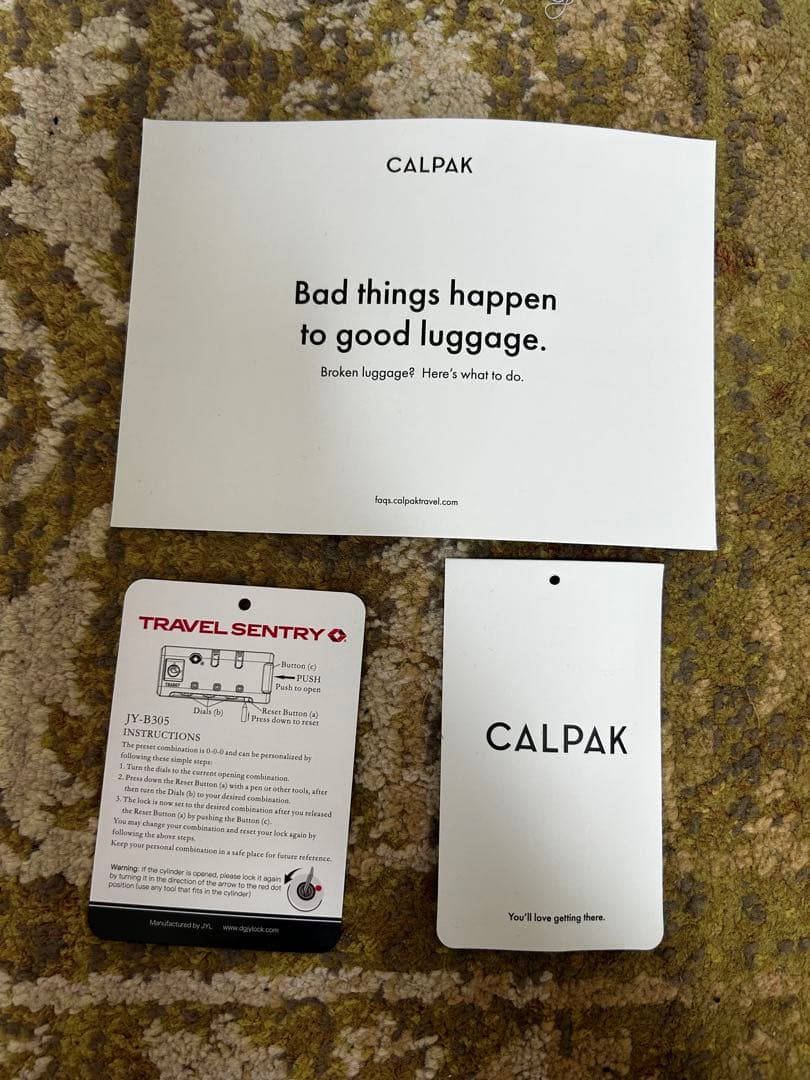 CALPAK
Bad things happen
to good luggage.
Broken luggage? Here's what to do.
faqs.calpaktravel.com
TRAVEL SENTRY
Button (c)
PUSH
Push to open
Dials (b)
Reset Button (a)
Press down to reset
JY-B305
INSTRUCTIONS
The preset combination is 0-0-0 and can be personalized by
following these simple steps:
1. Turn the dials to the current opening combination.
2. Press down the Reset Button (a) with a pen or other tools, after
then turn the Dials (b) to your desired combination.
3. The lock is now set to the desired combination after you released
the Reset Button (a) by pushing the Button (c).
You may change your combination and reset your lock again by
following the above steps.
Keep your personal combination in a safe place for future reference.
Warning: If the cylinder is opened, please lock it again
by turning it in the direction of the arrow to the red dot
position (use any tool that fits in the cylinder)
Manufactured by JYL www.dgjylock.com
CALPAK
You'll love getting there.